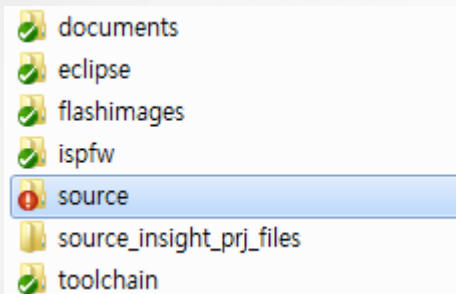 documents
eclipse
flashimages
ispfw
source
source_insight_prj_files
toolchain